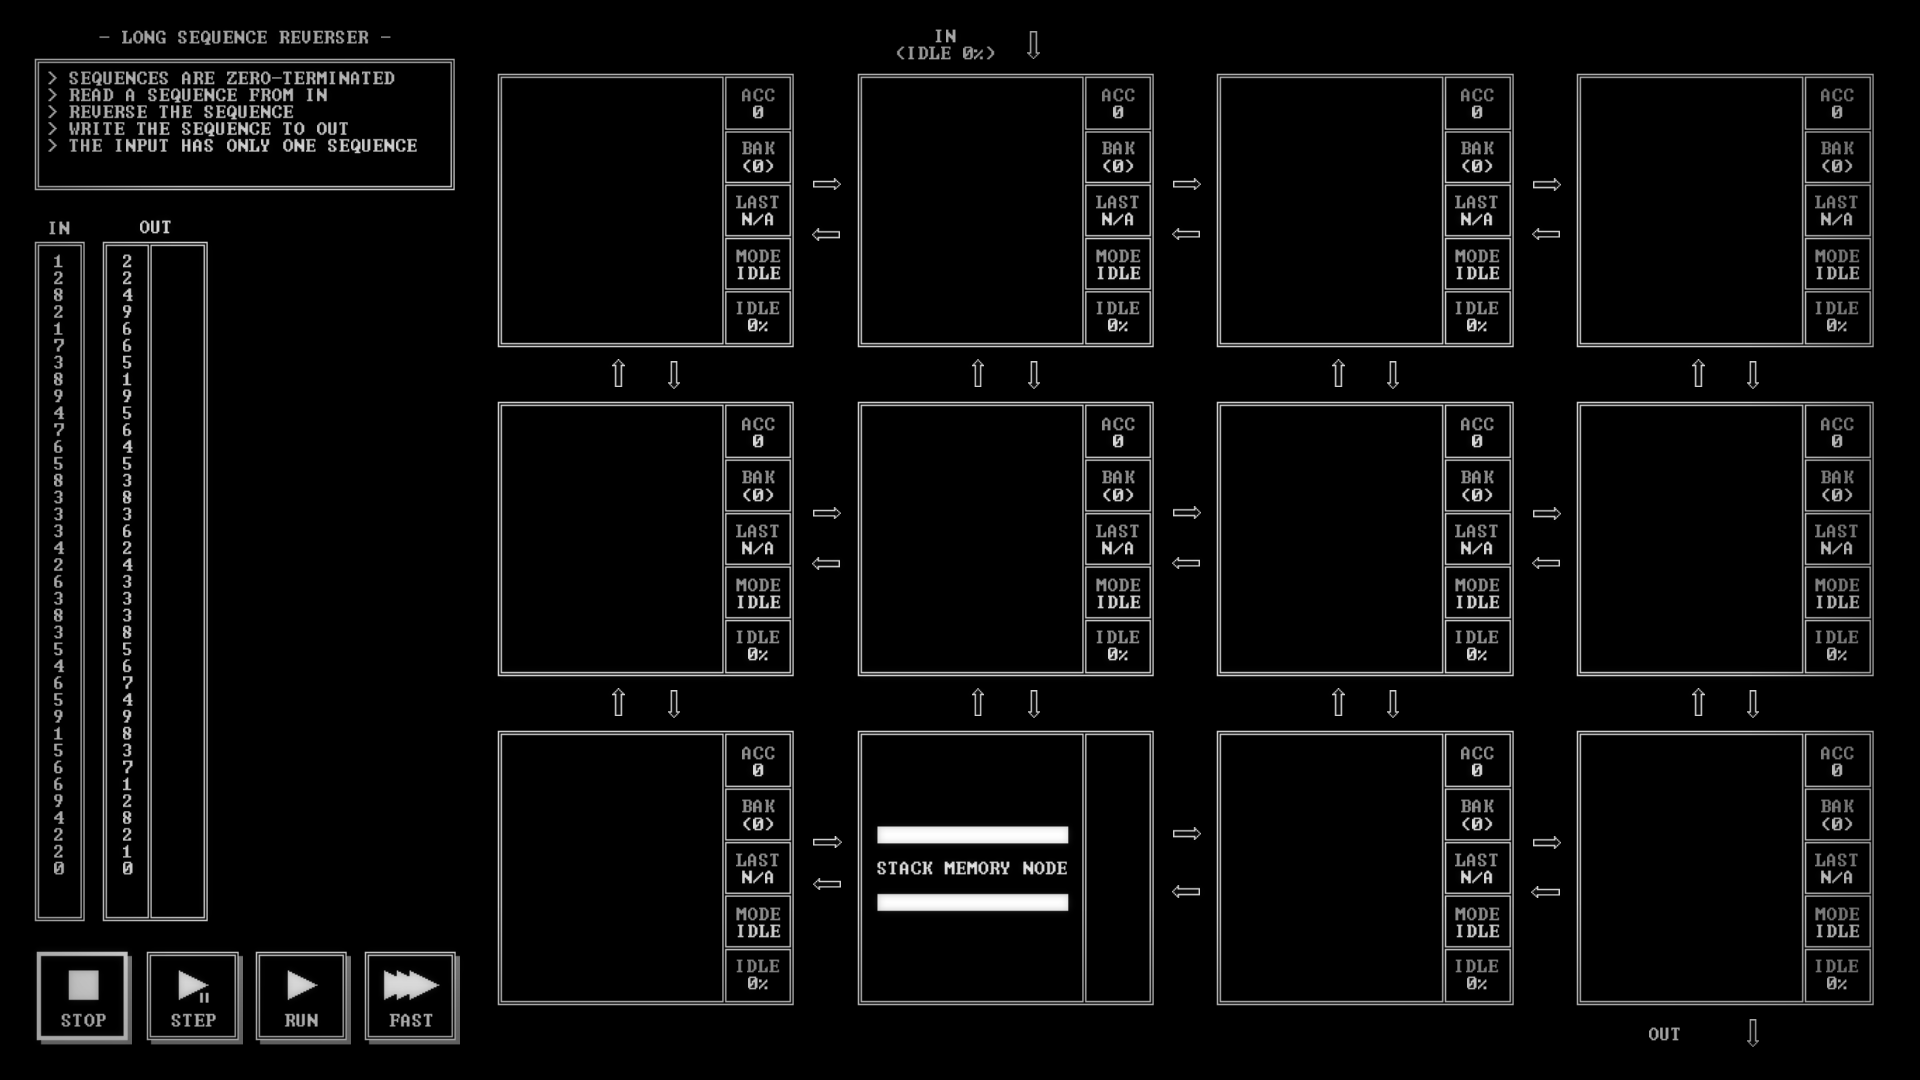 - LONG SEQUENCE REVERSER -
> SEQUENCES ARE ZERO-TERMINATED
> READ A SEQUENCE FROM IN
> REVERSE THE SEQUENCE
> WRITE THE SEQUENCE TO OUT
> THE INPUT HAS ONLY ONE SEQUENCE
IN OUT
1 2
2 2
8 4
2 9
1 6
7 6
3 5
8 1
9 9
4 5
7 6
6 4
5 5
8 3
3 8
3 3
3 6
4 2
2 4
6 3
3 3
8 3
3 8
5 5
4 6
6 7
5 4
9 9
1 8
5 3
6 7
6 1
9 2
4 8
2 2
2 1
0 0
STOP STEP RUN FAST
IN
(IDLE 0%)
ACC ACC ACC ACC
0 0 0 0
BAK BAK BAK BAK
(0) (0) (0) (0)
LAST LAST LAST LAST
N/A N/A N/A N/A
MODE MODE MODE MODE
IDLE IDLE IDLE IDLE
IDLE IDLE IDLE IDLE
0% 0% 0% 0%
ACC ACC ACC ACC
0 0 0 0
BAK BAK BAK BAK
(0) (0) (0) (0)
LAST LAST LAST LAST
N/A N/A N/A N/A
MODE MODE MODE MODE
IDLE IDLE IDLE IDLE
IDLE IDLE IDLE IDLE
0% 0% 0% 0%
ACC ACC ACC
0 0 0
BAK BAK BAK
(0) (0) (0)
LAST STACK MEMORY NODE LAST LAST
N/A N/A N/A
MODE MODE MODE
IDLE IDLE IDLE
IDLE IDLE IDLE
0% 0% 0%
OUT